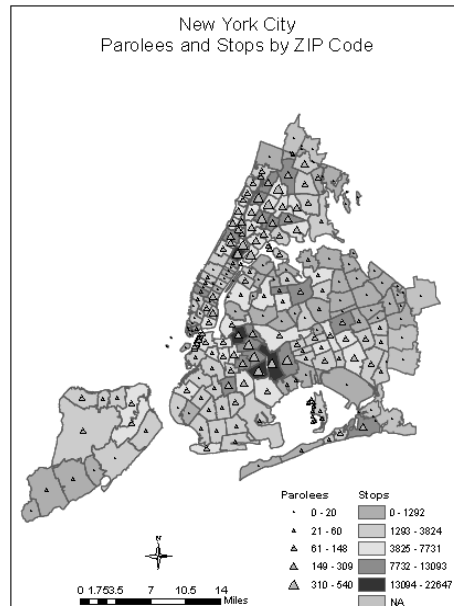 New York City
Parolees and Stops by ZIP Code
Parolees Stops
0 - 20 0 - 1292
21 - 60 1293 - 3824
61 - 148 3825 - 7731
149 - 309 7732 - 13093
310 - 540 13094 - 22647
NA
0 1.75 3.5 7 10.5 14
Miles